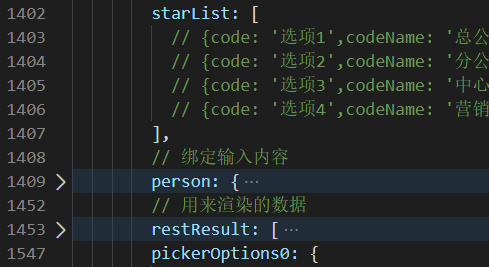 1402 starList: [
1403 // {code: '选项1',codeName: '总公
1404 // {code: '选项2',codeName: '分公
1405 // {code: '选项3',codeName: '中心
1406 // {code: '选项4',codeName: '营销
1407 ],
1408 // 绑定输入内容
1409 person: {…
1452 // 用来渲染的数据
1453 restResult: […
1547 pickerOptions0: {